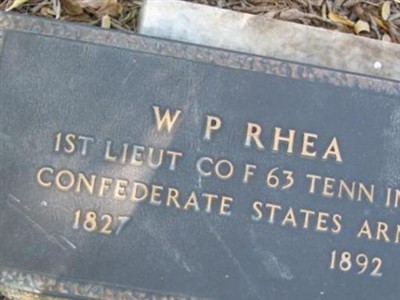 W P RHEA
1ST LIEUT CO F 63 TENN IN
CONFEDERATE STATES ARM
1827
1892